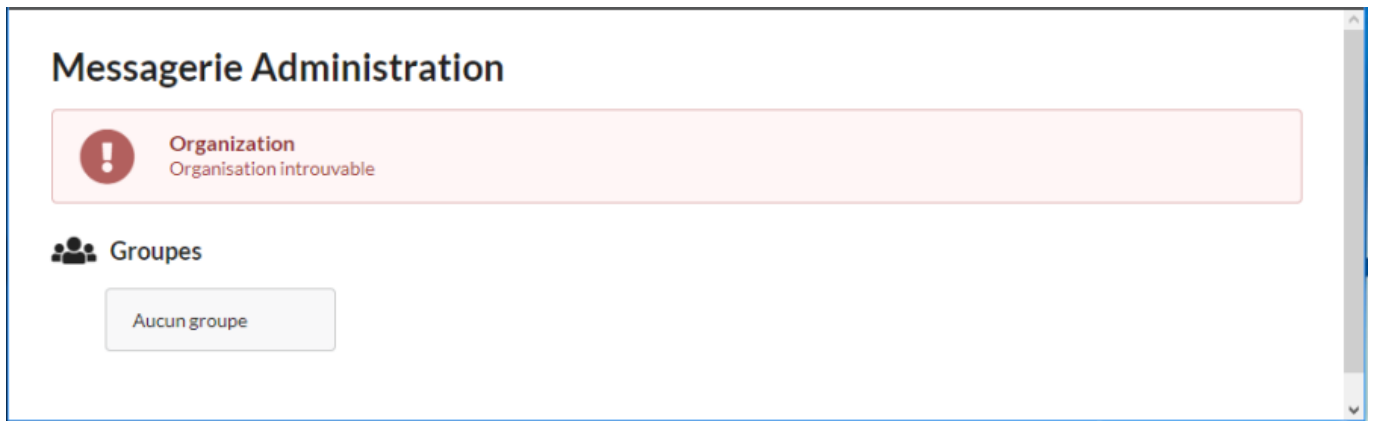 Messagerie Administration
Organization
Organisation introuvable
Groupes
Aucun groupe